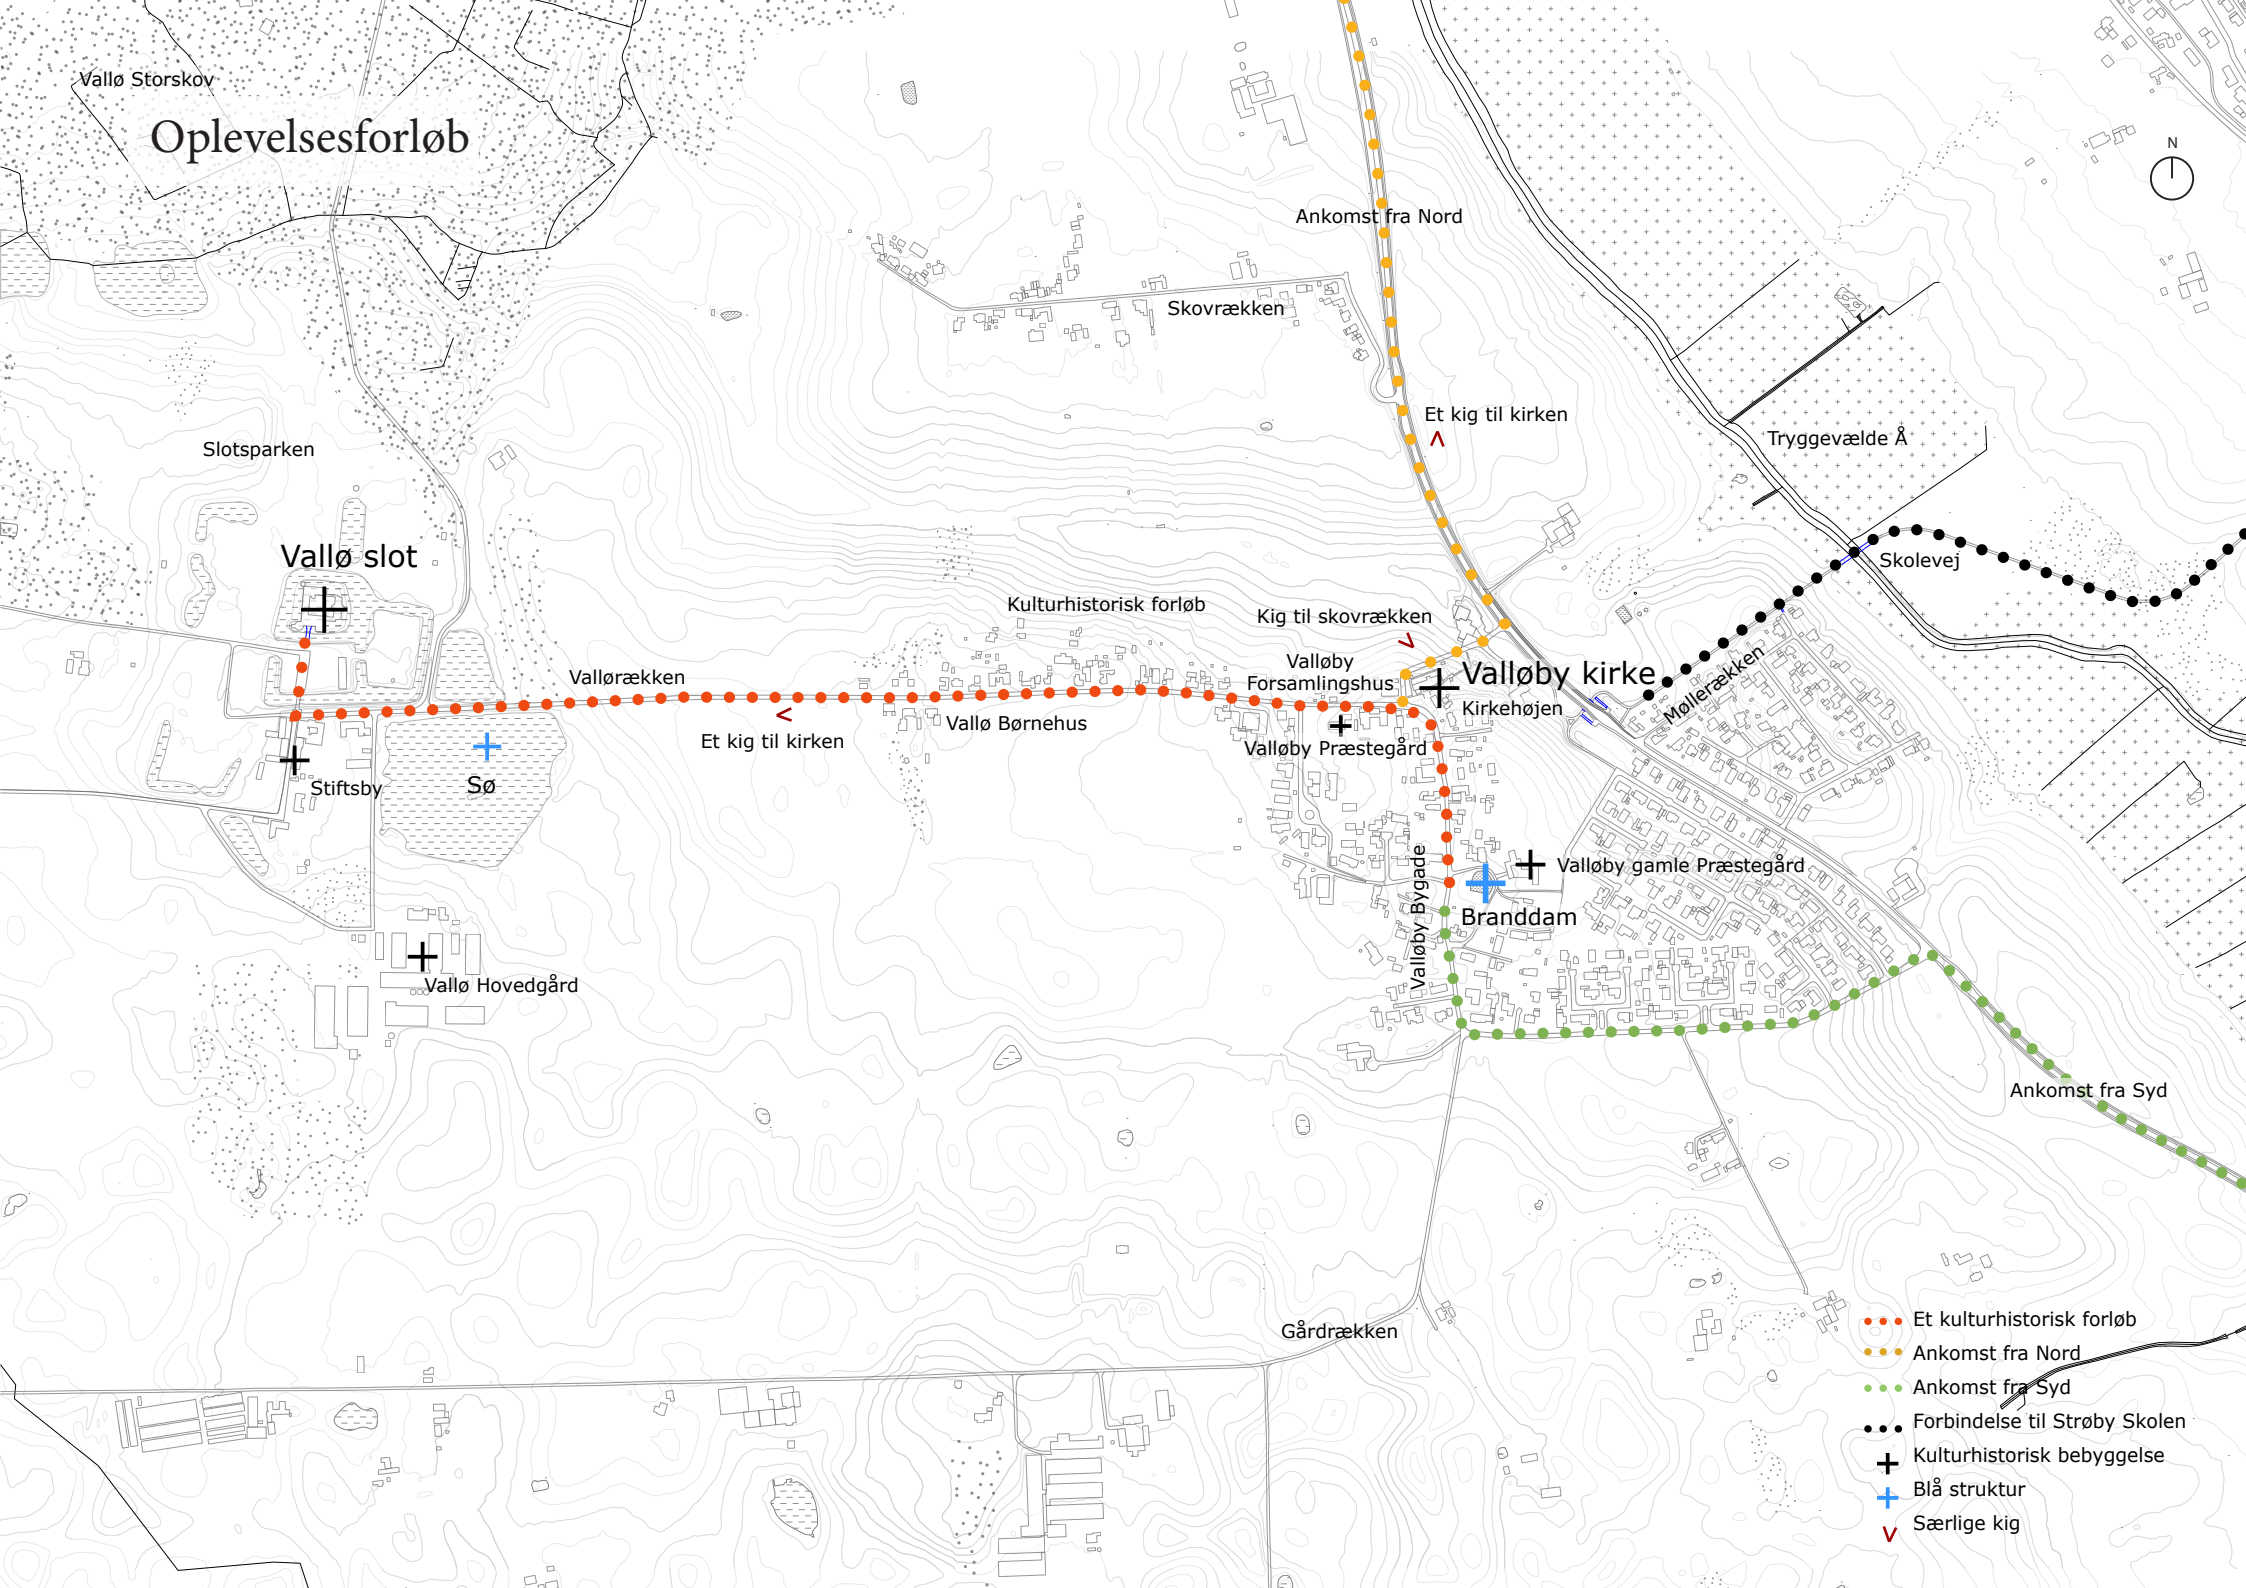 Vallø Storskov
Oplevelsesforløb
N
Ankomst fra Nord
Skovrækken
Et kig til kirken
Tryggevælde Å
Slotsparken
Vallø slot
Skolevej
Kulturhistorisk forløb
Kig til skovrækken
Vallørækken
Valløby
Forsamlingshus
Valløby kirke
Møllerækken
Kirkehøjen
Vallø Børnehus
Et kig til kirken
Valløby Præstegård
Stiftsby
Sø
Valløby gamle Præstegård
Valløby Bygade
Branddam
Vallø Hovedgård
Ankomst fra Syd
Gårdrækken
Et kulturhistorisk forløb
Ankomst fra Nord
Ankomst fra Syd
Forbindelse til Strøby Skolen
Kulturhistorisk bebyggelse
Blå struktur
Særlige kig